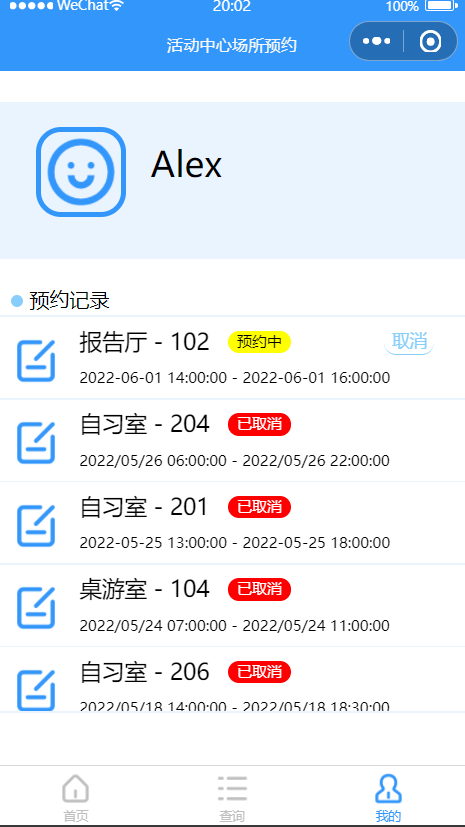 WeChat 20:02 100%
活动中心场所预约
Alex
预约记录
报告厅 - 102 预约中 取消
2022-06-01 14:00:00 - 2022-06-01 16:00:00
自习室 - 204 已取消
2022/05/26 06:00:00 - 2022/05/26 22:00:00
自习室 - 201 已取消
2022-05-25 13:00:00 - 2022-05-25 18:00:00
桌游室 - 104 已取消
2022/05/24 07:00:00 - 2022/05/24 11:00:00
自习室 - 206 已取消
2022/05/18 14:00:00 - 2022/05/18 18:30:00
首页 查询 我的